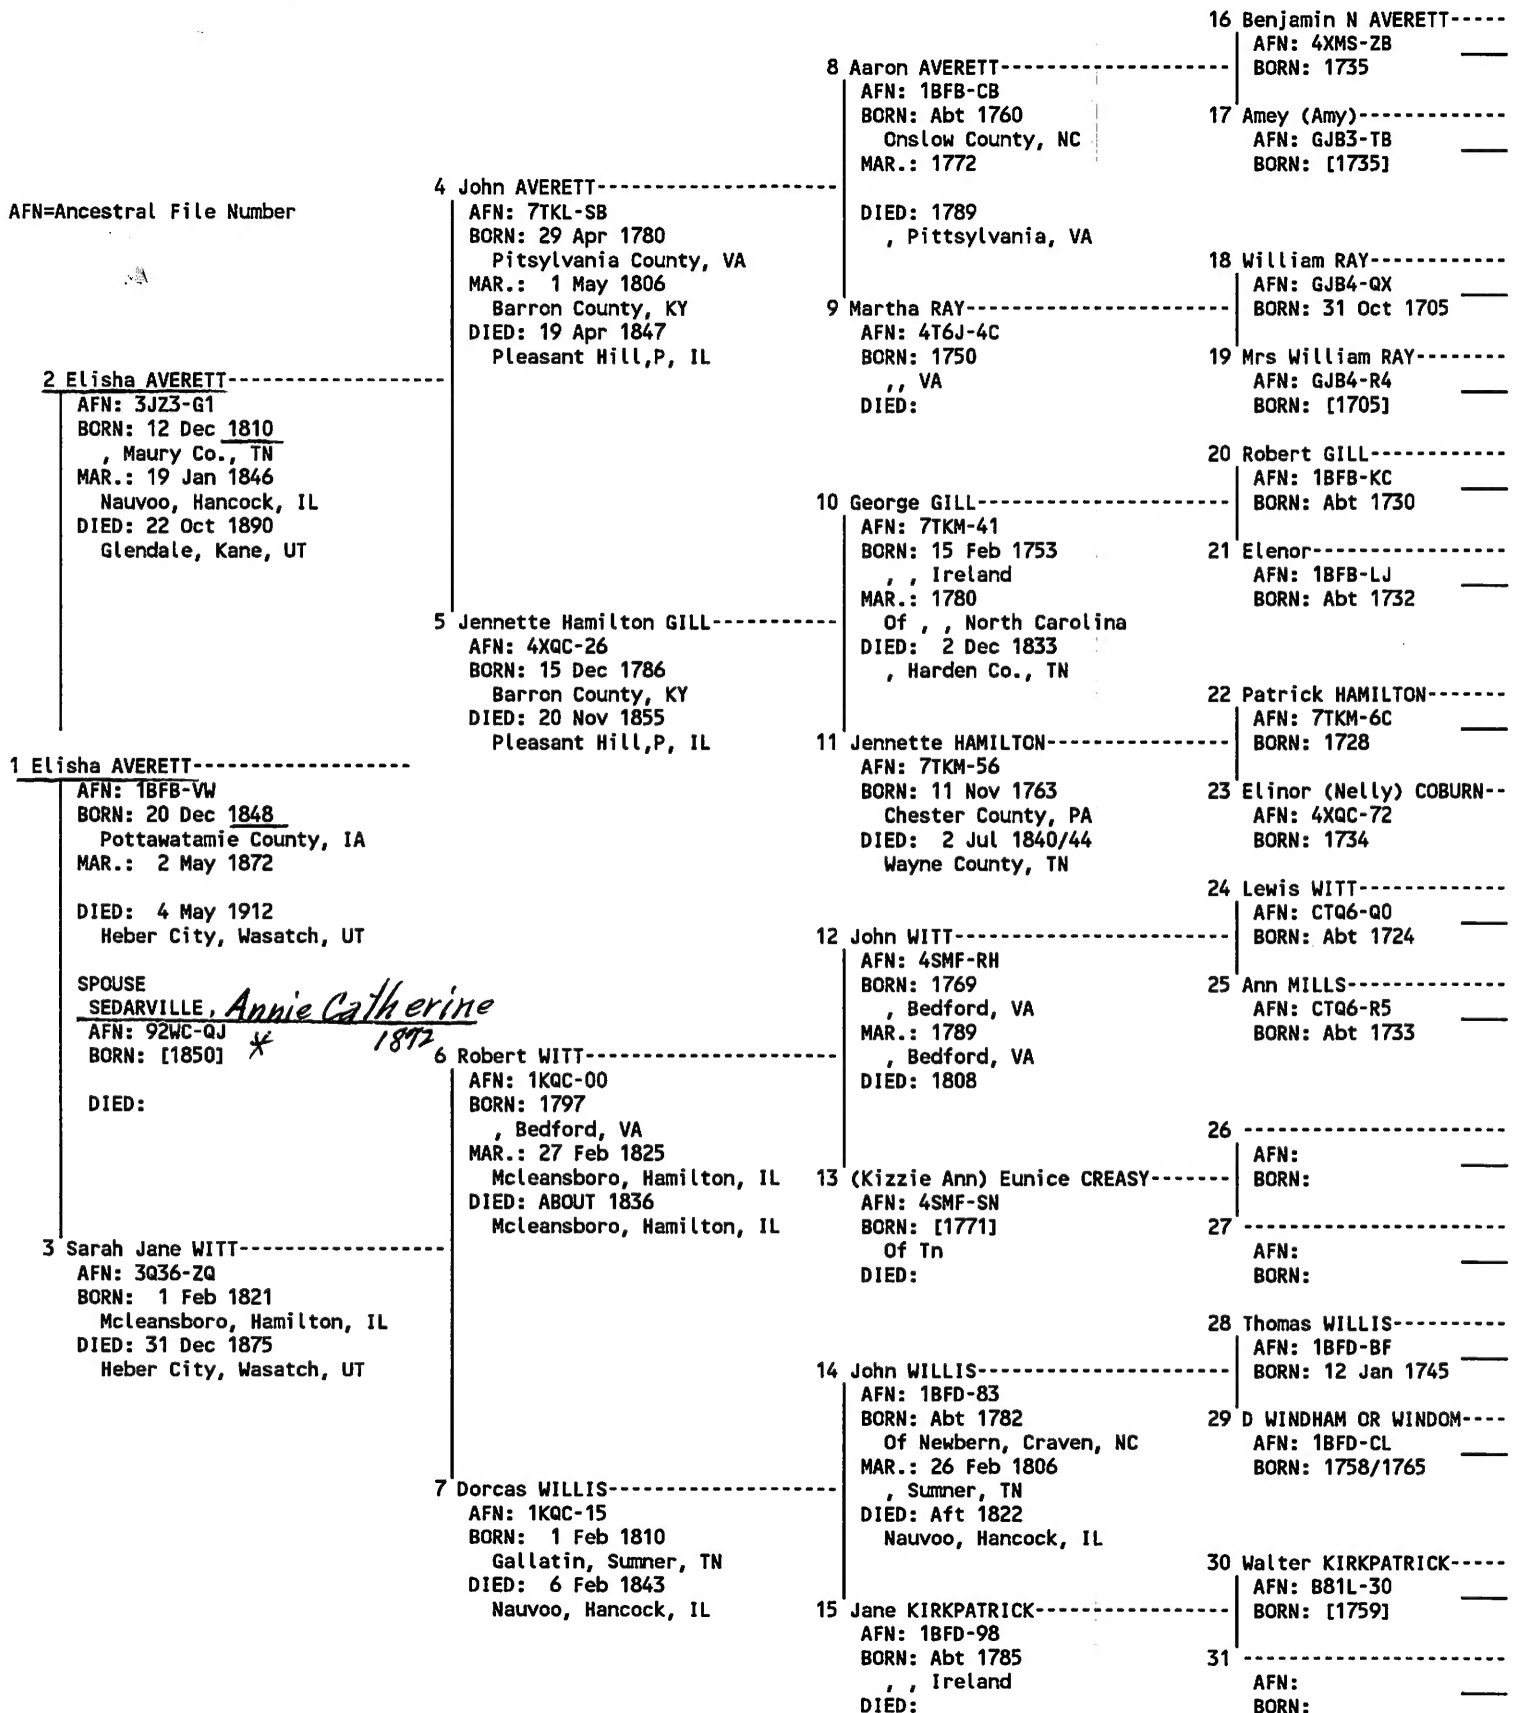 AFN=Ancestral File Number
1 Elisha AVERETT------------------
AFN: 1BFB-VW
BORN: 20 Dec 1848
Pottawatamie County, IA
MAR.: 2 May 1872
DIED: 4 May 1912
Heber City, Wasatch, UT
SPOUSE
SEDARVILLE, Annie Catherine
AFN: 92WC-QJ * 1872
BORN: [1850]
DIED:
2 Elisha AVERETT------------------
AFN: 3JZ3-G1
BORN: 12 Dec 1810
, Maury Co., TN
MAR.: 19 Jan 1846
Nauvoo, Hancock, IL
DIED: 22 Oct 1890
Glendale, Kane, UT
3 Sarah Jane WITT-----------------
AFN: 3Q36-ZQ
BORN: 1 Feb 1821
Mcleansboro, Hamilton, IL
DIED: 31 Dec 1875
Heber City, Wasatch, UT
4 John AVERETT--------------------
AFN: 7TKL-SB
BORN: 29 Apr 1780
Pitsylvania County, VA
MAR.: 1 May 1806
Barron County, KY
DIED: 19 Apr 1847
Pleasant Hill,P, IL
5 Jennette Hamilton GILL----------
AFN: 4XQC-26
BORN: 15 Dec 1786
Barron County, KY
DIED: 20 Nov 1855
Pleasant Hill,P, IL
6 Robert WITT---------------------
AFN: 1KQC-00
BORN: 1797
, Bedford, VA
MAR.: 27 Feb 1825
Mcleansboro, Hamilton, IL
DIED: ABOUT 1836
Mcleansboro, Hamilton, IL
7 Dorcas WILLIS-------------------
AFN: 1KQC-15
BORN: 1 Feb 1810
Gallatin, Sumner, TN
DIED: 6 Feb 1843
Nauvoo, Hancock, IL
8 Aaron AVERETT-------------------
AFN: 1BFB-CB
BORN: Abt 1760
Onslow County, NC
MAR.: 1772
DIED: 1789
, Pittsylvania, VA
9 Martha RAY----------------------
AFN: 4T6J-4C
BORN: 1750
,, VA
DIED:
10 George GILL---------------------
AFN: 7TKM-41
BORN: 15 Feb 1753
, , Ireland
MAR.: 1780
Of , , North Carolina
DIED: 2 Dec 1833
, Harden Co., TN
11 Jennette HAMILTON---------------
AFN: 7TKM-56
BORN: 11 Nov 1763
Chester County, PA
DIED: 2 Jul 1840/44
Wayne County, TN
12 John WITT-----------------------
AFN: 4SMF-RH
BORN: 1769
, Bedford, VA
MAR.: 1789
, Bedford, VA
DIED: 1808
13 (Kizzie Ann) Eunice CREASY-------
AFN: 4SMF-SN
BORN: [1771]
Of Tn
DIED:
14 John WILLIS---------------------
AFN: 1BFD-83
BORN: Abt 1782
Of Newbern, Craven, NC
MAR.: 26 Feb 1806
, Sumner, TN
DIED: Aft 1822
Nauvoo, Hancock, IL
15 Jane KIRKPATRICK----------------
AFN: 1BFD-98
BORN: Abt 1785
, , Ireland
DIED:
16 Benjamin N AVERETT-----
AFN: 4XMS-ZB
BORN: 1735
17 Amey (Amy)-------------
AFN: GJB3-TB
BORN: [1735]
18 William RAY------------
AFN: GJB4-QX
BORN: 31 Oct 1705
19 Mrs William RAY--------
AFN: GJB4-R4
BORN: [1705]
20 Robert GILL------------
AFN: 1BFB-KC
BORN: Abt 1730
21 Elenor-----------------
AFN: 1BFB-LJ
BORN: Abt 1732
22 Patrick HAMILTON-------
AFN: 7TKM-6C
BORN: 1728
23 Elinor (Nelly) COBURN--
AFN: 4XQC-72
BORN: 1734
24 Lewis WITT-------------
AFN: CTQ6-Q0
BORN: Abt 1724
25 Ann MILLS--------------
AFN: CTQ6-R5
BORN: Abt 1733
26 -----------------------
AFN:
BORN:
27 -----------------------
AFN:
BORN:
28 Thomas WILLIS----------
AFN: 1BFD-BF
BORN: 12 Jan 1745
29 D WINDHAM OR WINDOM----
AFN: 1BFD-CL
BORN: 1758/1765
30 Walter KIRKPATRICK-----
AFN: B81L-30
BORN: [1759]
31 -----------------------
AFN:
BORN: